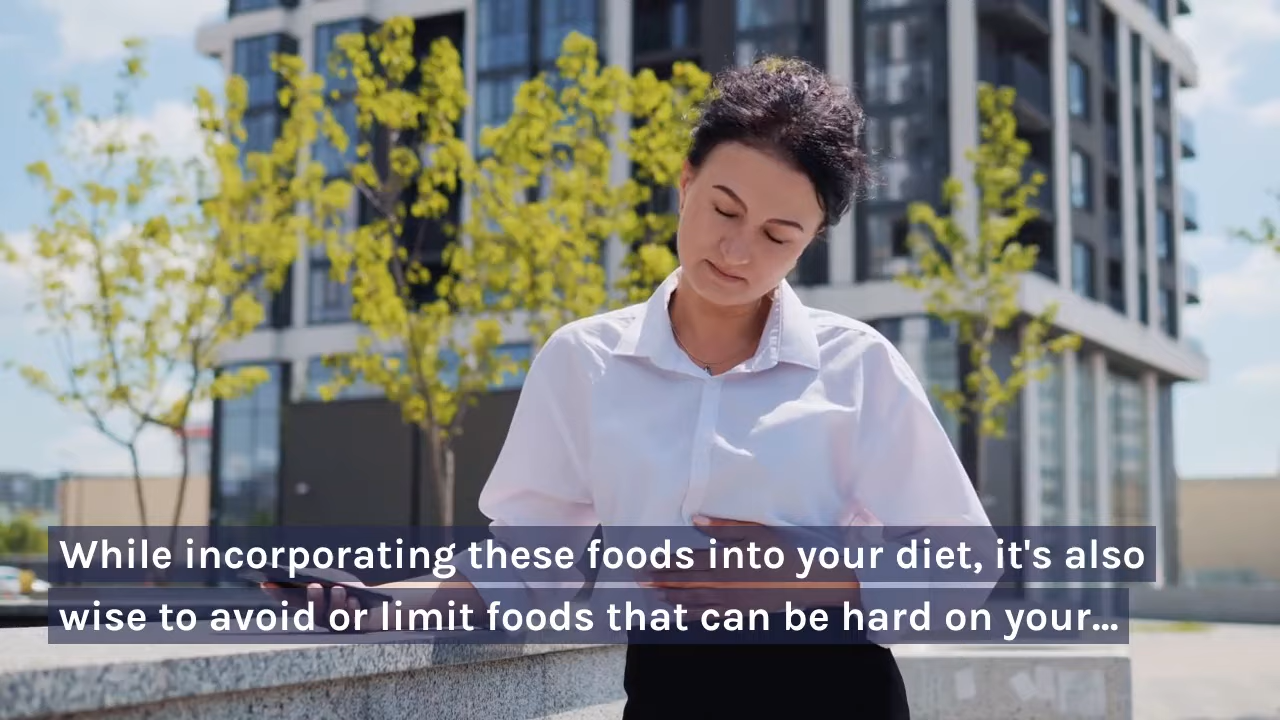 While incorporating these foods into your diet, it's also
wise to avoid or limit foods that can be hard on your...